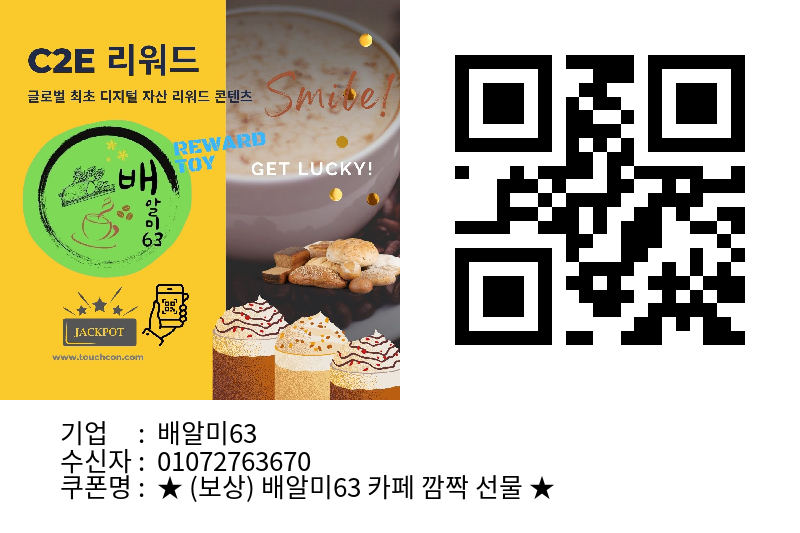 C2E 리워드
글로벌 최초 디지털 자산 리워드 콘텐츠
Smile!
REWARD
TOY
GET LUCKY!
배
알
미
63
JACKPOT
www.touchcon.com
기업 : 배알미63
수신자 : 01072763670
쿠폰명 : ★ (보상) 배알미63 카페 깜짝 선물 ★